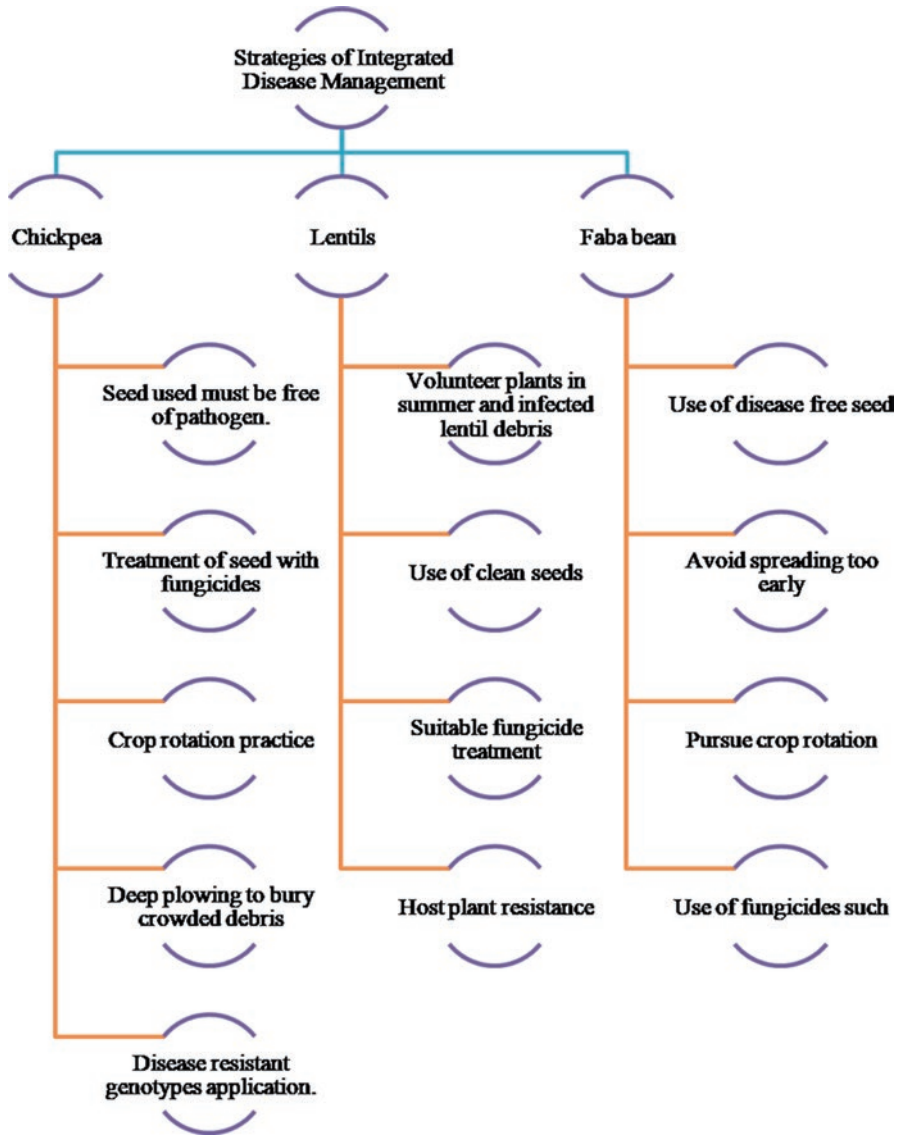 Strategies of Integrated
Disease Management
Chickpea
Lentils
Faba bean
Seed used must be free
of pathogen.
Volunteer plants in
summer and infected
lentil debris
Use of disease free seed
Treatment of seed with
fungicides
Use of clean seeds
Avoid spreading too
early
Crop rotation practice
Suitable fungicide
treatment
Pursue crop rotation
Deep plowing to bury
crowded debris
Host plant resistance
Use of fungicides such
Disease resistant
genotypes application.